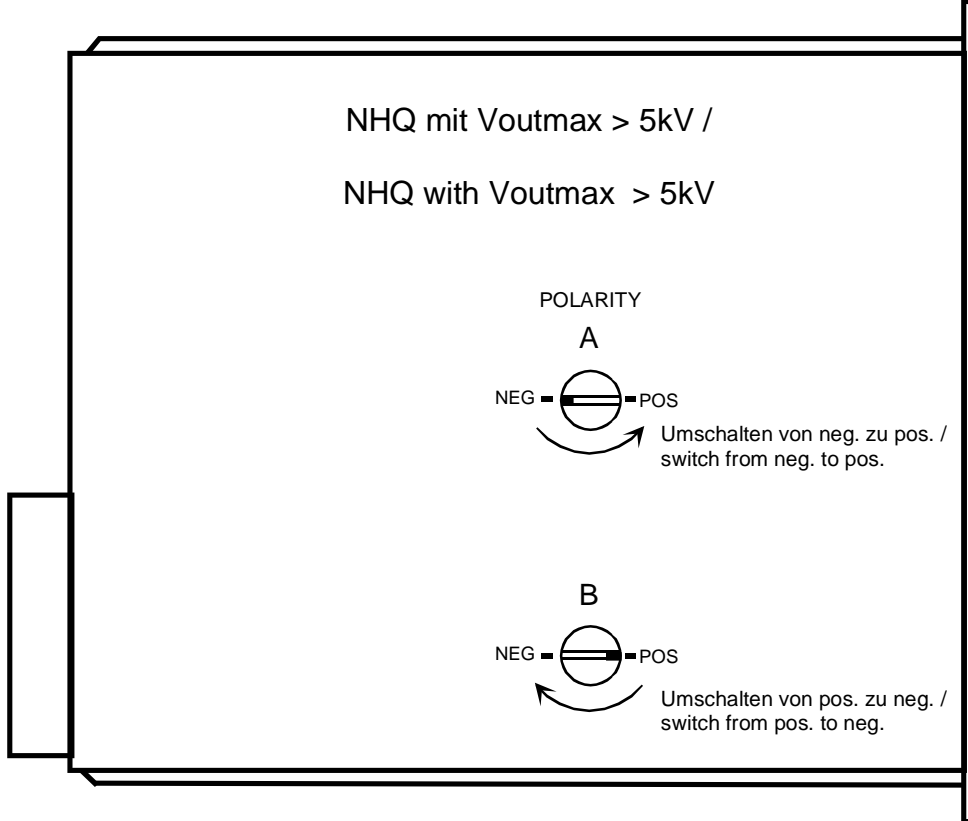 NHQ mit Voutmax > 5kV /
NHQ with Voutmax > 5kV
POLARITY
A
NEG
POS
Umschalten von neg. zu pos. /
switch from neg. to pos.
B
NEG
POS
Umschalten von pos. zu neg. /
switch from pos. to neg.